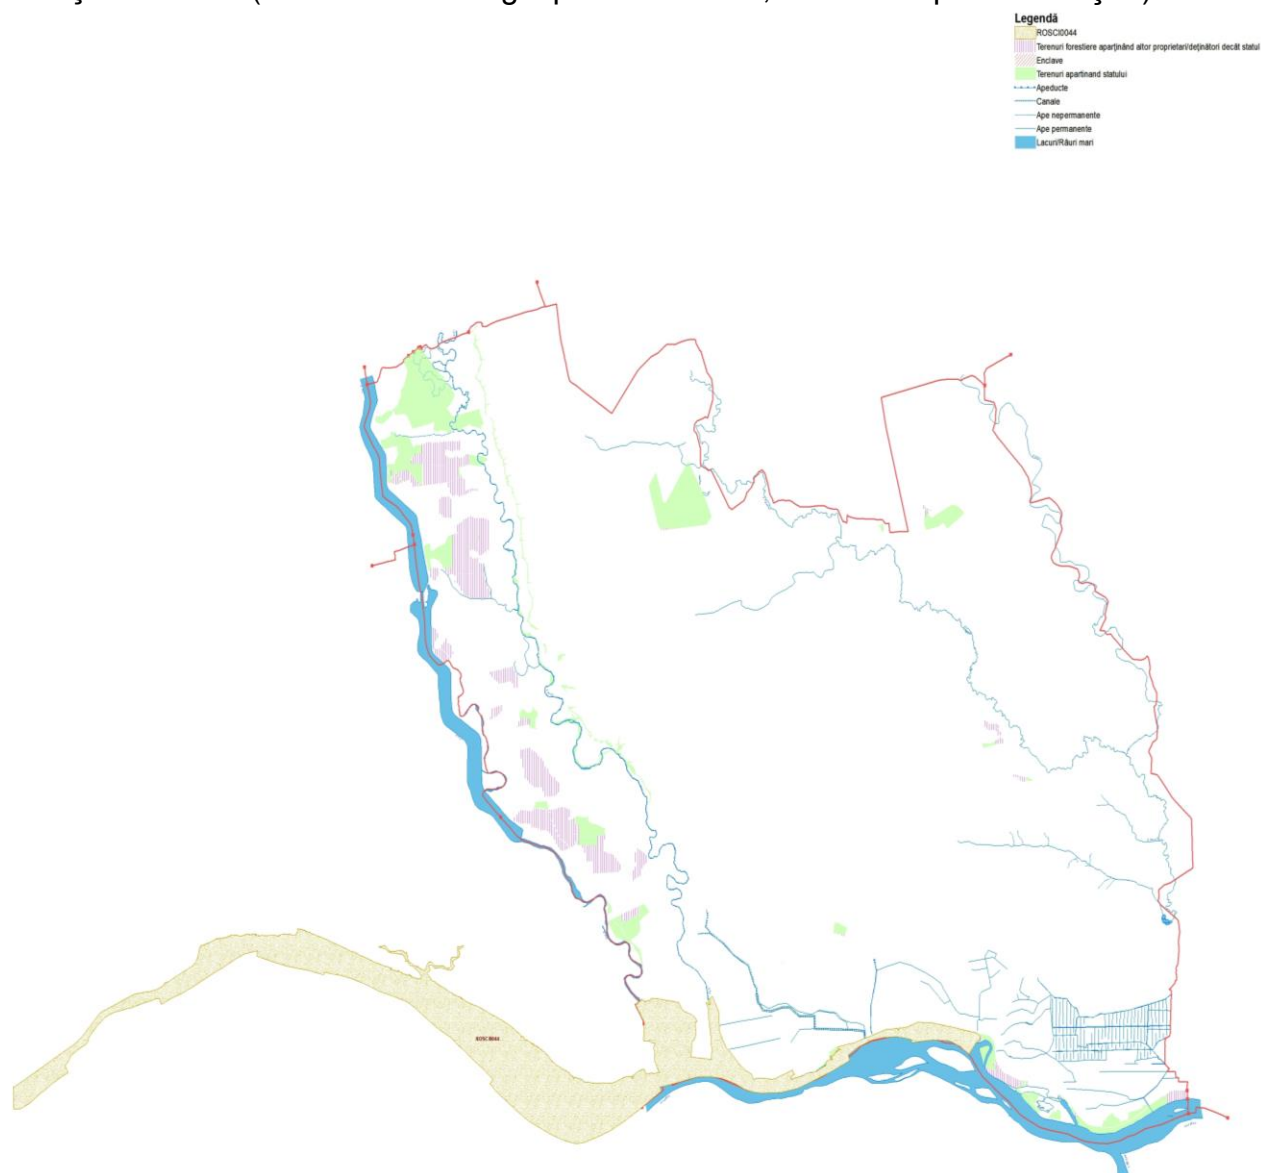 Legendă
ROSCI0044
Terenuri forestiere aparținând altor proprietari/deținători decât statul
Enclave
Terenuri apartinand statului
Apeducte
Canale
Ape nepermanente
Ape permanente
Lacuri/Râuri mari
ROSCI0044